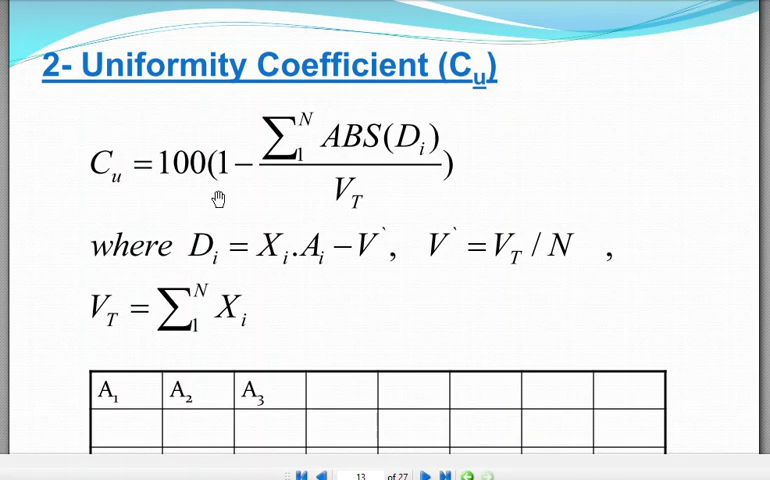 2- Uniformity Coefficient (Cu)
Cu = 100(1 − ∑₁ᴺ ABS(Di) / VT)
where Di = Xi.Ai − V`, V` = VT / N ,
VT = ∑₁ᴺ Xi
A1 A2 A3
13 of 27